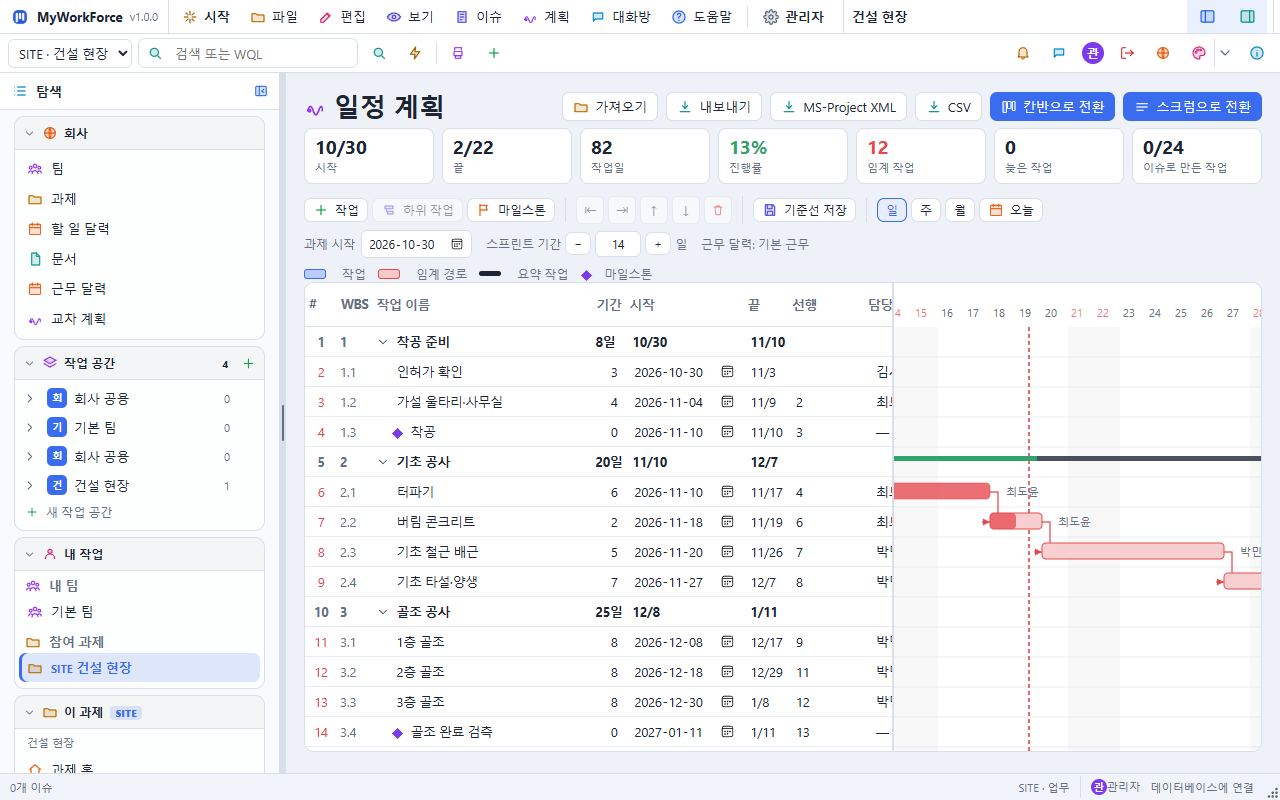 MyWorkForce v1.0.0 시작 파일 편집 보기 이슈 계획 대화방 도움말 관리자 건설 현장
SITE · 건설 현장 검색 또는 WQL 관
탐색
회사
팀
과제
할 일 달력
문서
근무 달력
교차 계획
작업 공간 4
회 회사 공용 0
기 기본 팀 0
회 회사 공용 0
건 건설 현장 1
새 작업 공간
내 작업
내 팀
기본 팀
참여 과제
SITE 건설 현장
이 과제 SITE
건설 현장
과제 홈
일정 계획
가져오기 내보내기 MS-Project XML CSV 칸반으로 전환 스크럼으로 전환
10/30 2/22 82 13% 12 0 0/24
시작 끝 작업일 진행률 임계 작업 늦은 작업 이슈로 만든 작업
작업 하위 작업 마일스톤 기준선 저장 일 주 월 오늘
과제 시작 2026-10-30 스프린트 기간 − 14 + 일 근무 달력: 기본 근무
작업 임계 경로 요약 작업 마일스톤
# WBS 작업 이름 기간 시작 끝 선행 담당
4 15 16 17 18 19 20 21 22 23 24 25 26 27 28
1 1 착공 준비 8일 10/30 11/10
2 1.1 인허가 확인 3 2026-10-30 11/3
3 1.2 가설 울타리·사무실 4 2026-11-04 11/9 2
4 1.3 착공 0 2026-11-10 11/10 3 —
5 2 기초 공사 20일 11/10 12/7
6 2.1 터파기 6 2026-11-10 11/17 4 최도윤
7 2.2 버림 콘크리트 2 2026-11-18 11/19 6 최도윤
8 2.3 기초 철근 배근 5 2026-11-20 11/26 7
9 2.4 기초 타설·양생 7 2026-11-27 12/7 8
10 3 골조 공사 25일 12/8 1/11
11 3.1 1층 골조 8 2026-12-08 12/17 9
12 3.2 2층 골조 8 2026-12-18 12/29 11
13 3.3 3층 골조 8 2026-12-30 1/8 12
14 3.4 골조 완료 검측 0 2027-01-11 1/11 13 —
0개 이슈 SITE · 업무 관 관리자 데이터베이스에 연결